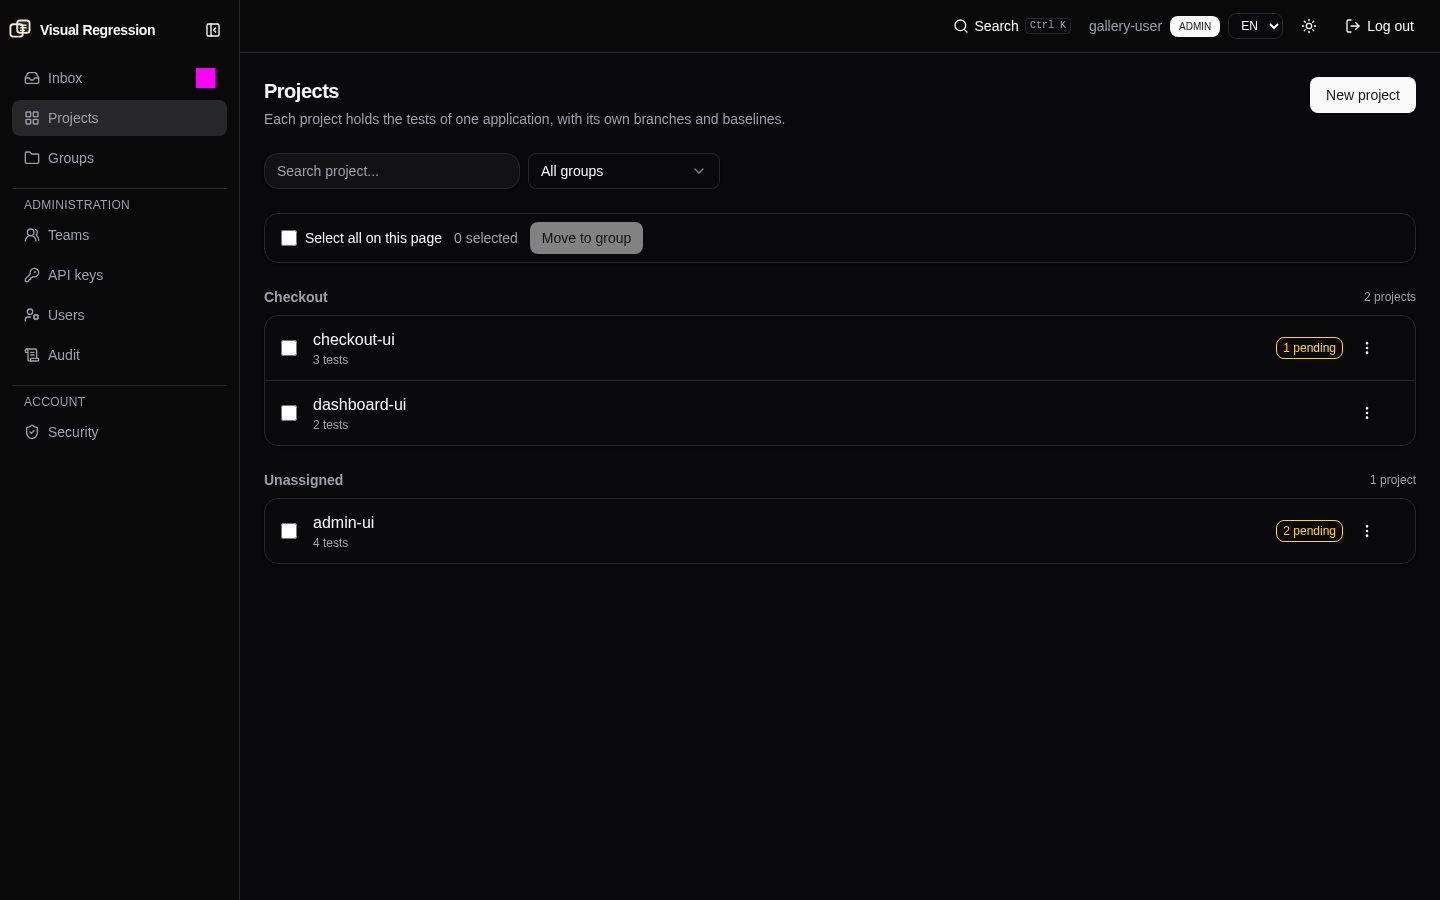 Visual Regression
Search Ctrl K gallery-user ADMIN EN Log out
Inbox
Projects
Groups
ADMINISTRATION
Teams
API keys
Users
Audit
ACCOUNT
Security
Projects
Each project holds the tests of one application, with its own branches and baselines.
New project
Search project... All groups
Select all on this page 0 selected Move to group
Checkout 2 projects
checkout-ui
3 tests
1 pending
dashboard-ui
2 tests
Unassigned 1 project
admin-ui
4 tests
2 pending